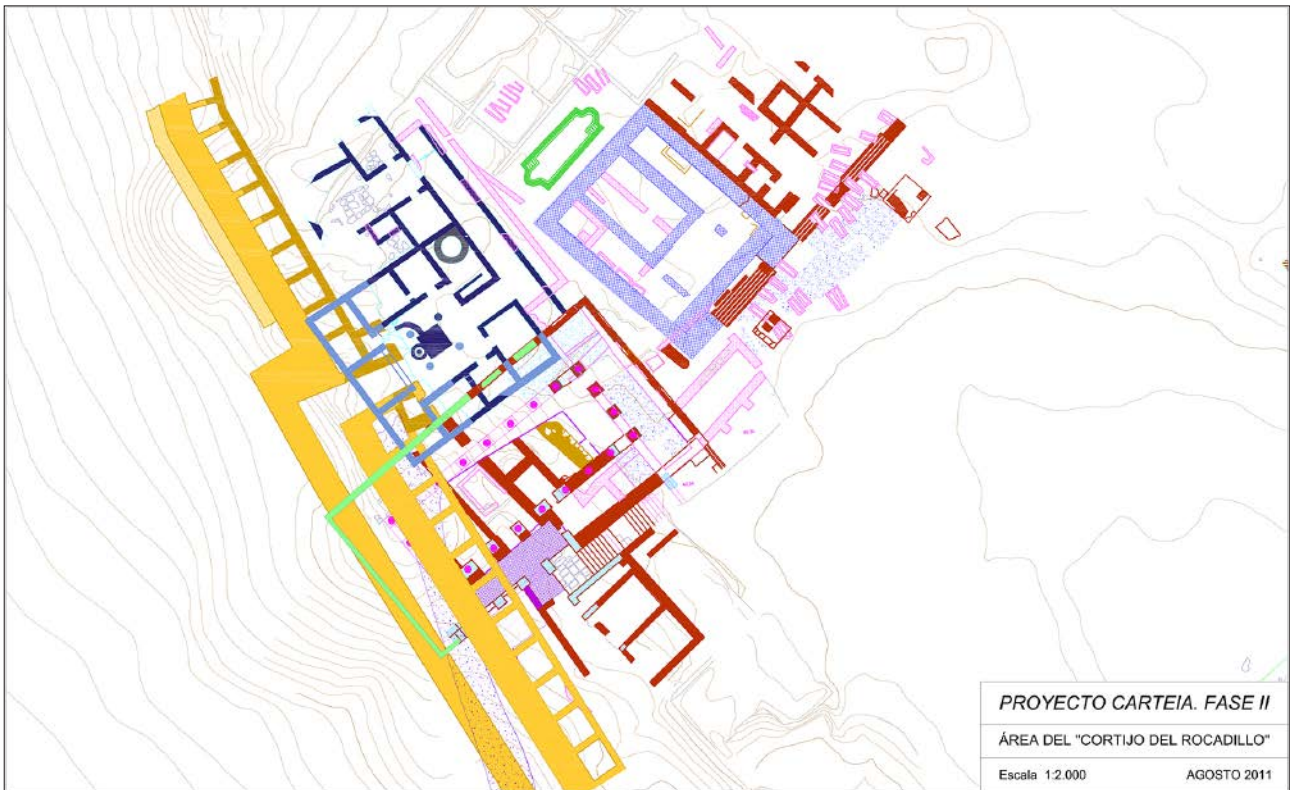 PROYECTO CARTEIA. FASE II
ÁREA DEL "CORTIJO DEL ROCADILLO"
Escala 1:2.000 AGOSTO 2011